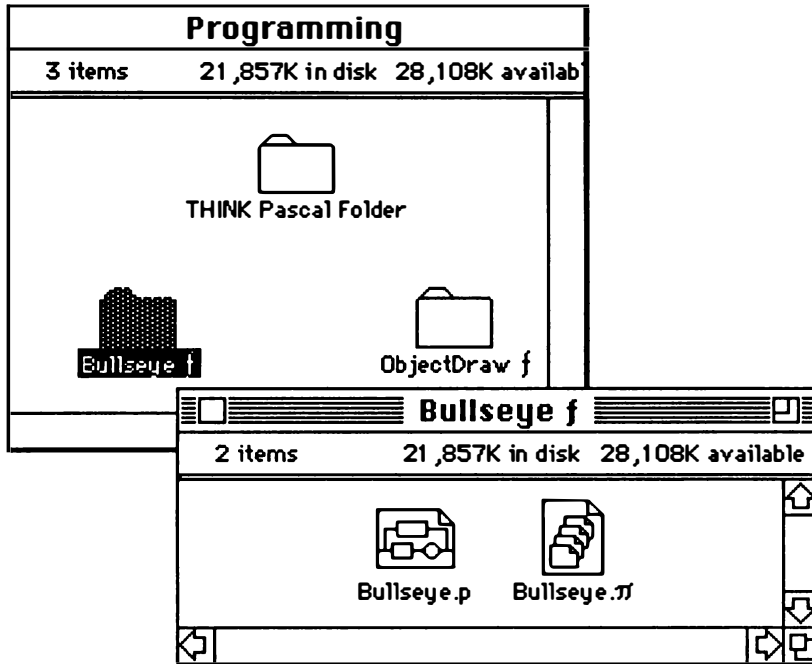 Programming
3 items 21,857K in disk 28,108K availab
THINK Pascal Folder
Bullseye ƒ
ObjectDraw ƒ
Bullseye ƒ
2 items 21,857K in disk 28,108K available
Bullseye.p
Bullseye.π